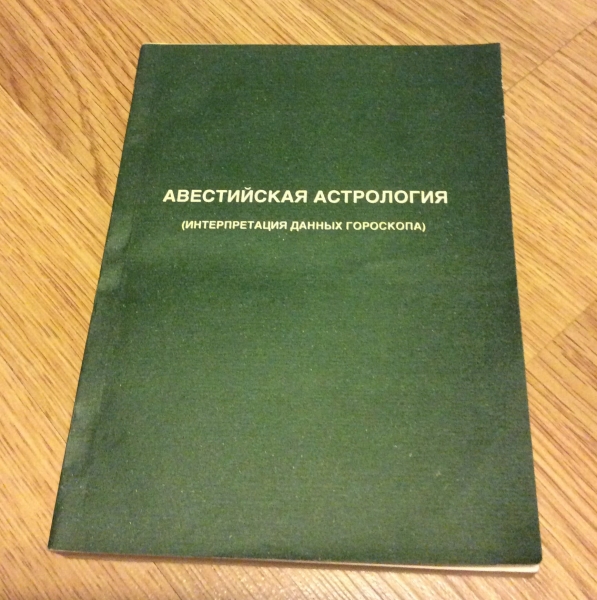 АВЕСТИЙСКАЯ АСТРОЛОГИЯ
(ИНТЕРПРЕТАЦИЯ ДАННЫХ ГОРОСКОПА)